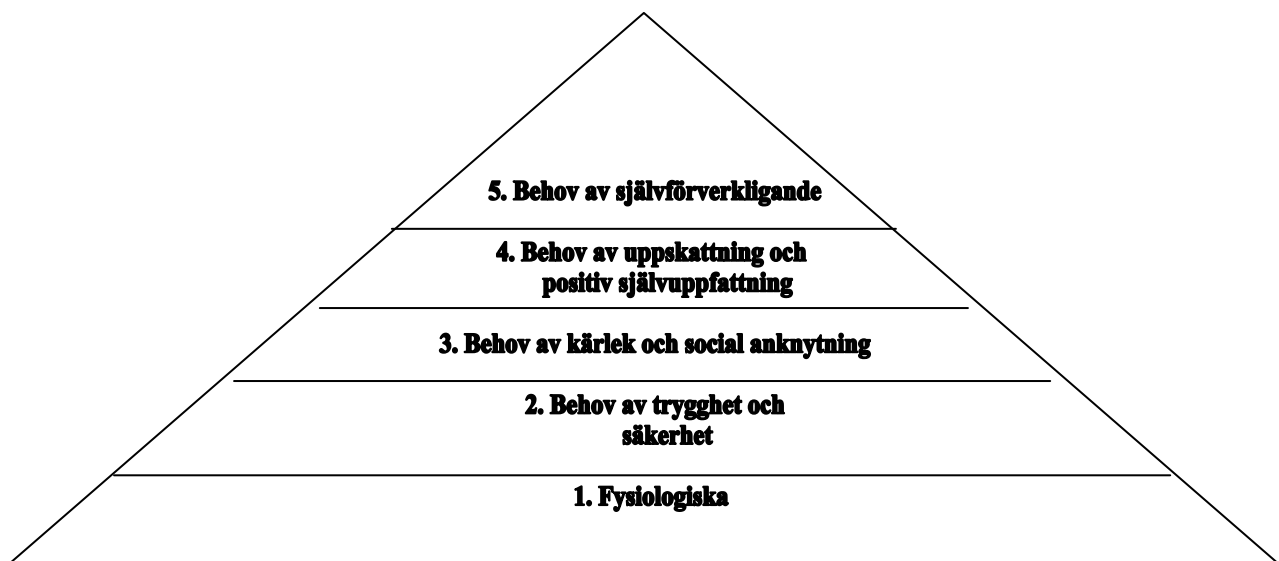 5. Behov av självförverkligande
4. Behov av uppskattning och
positiv självuppfattning
3. Behov av kärlek och social anknytning
2. Behov av trygghet och
säkerhet
1. Fysiologiska